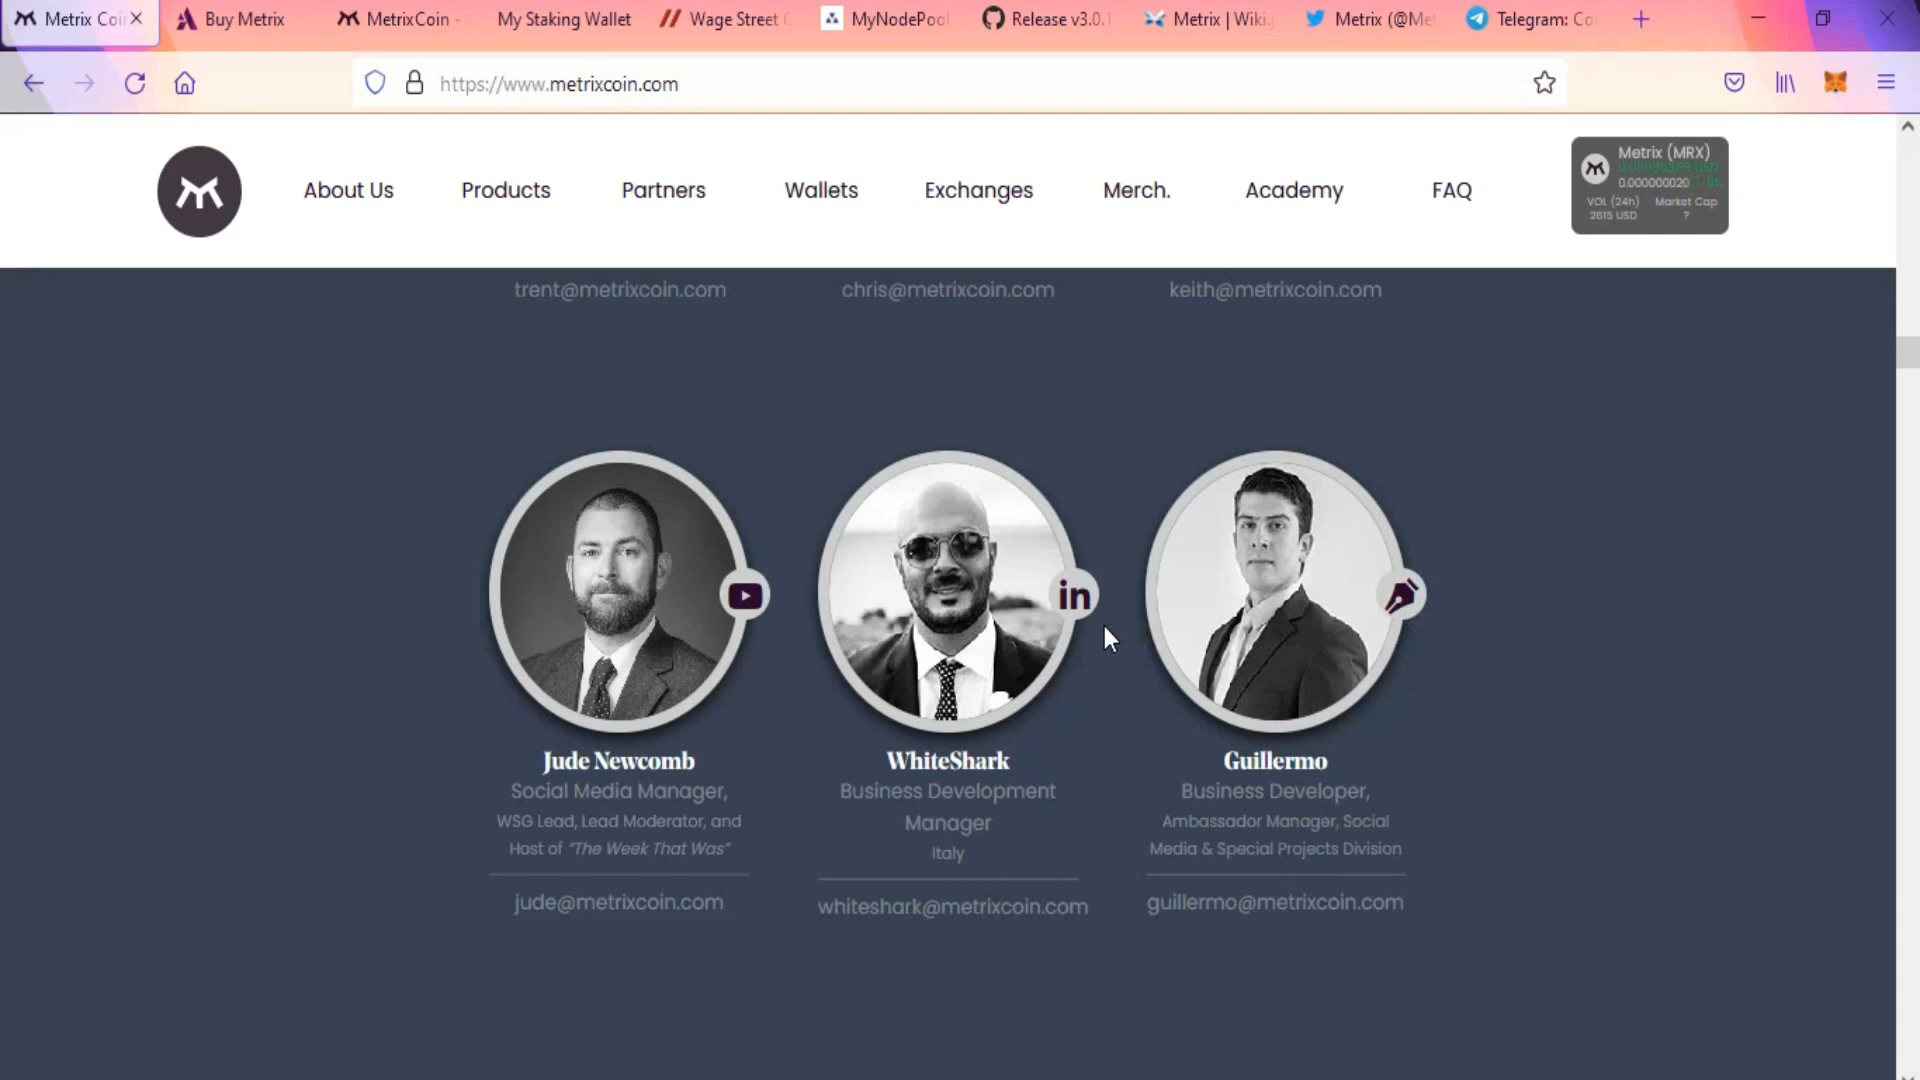 Metrix Coi
Buy Metrix
MetrixCoin -
My Staking Wallet
Wage Street
MyNodePoo
Release v3.0.
Metrix | Wiki.
Metrix (@Me
Telegram: Co
https://www.metrixcoin.com
About Us
Products
Partners
Wallets
Exchanges
Merch.
Academy
FAQ
Metrix (MRX)
0.000000020
VOL (24h) Market Cap
2615 USD ?
trent@metrixcoin.com
chris@metrixcoin.com
keith@metrixcoin.com
in
Jude Newcomb
Social Media Manager,
WSG Lead, Lead Moderator, and
Host of “The Week That Was”
jude@metrixcoin.com
WhiteShark
Business Development
Manager
Italy
whiteshark@metrixcoin.com
Guillermo
Business Developer,
Ambassador Manager, Social
Media & Special Projects Division
guillermo@metrixcoin.com